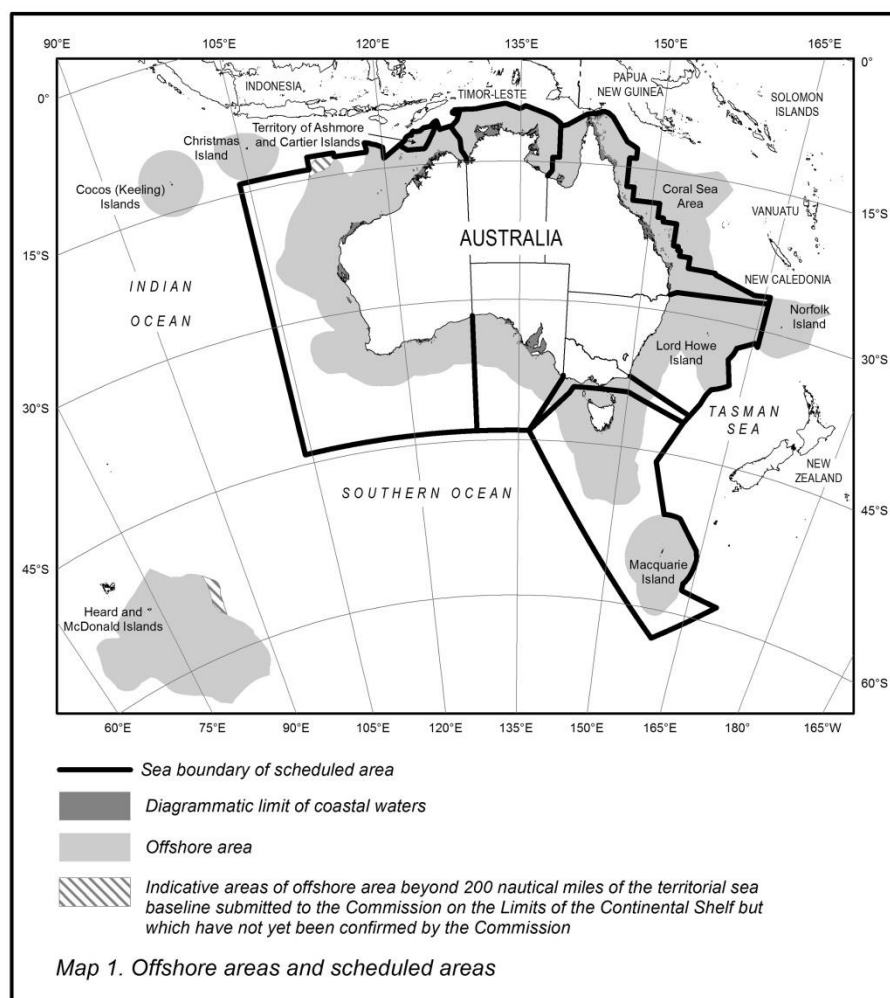 90°E
105°E
120°E
135°E
150°E
165°E
0°
0°
INDONESIA
TIMOR-LESTE
PAPUA
NEW GUINEA
SOLOMON
ISLANDS
Christmas
Island
Territory of Ashmore
and Cartier Islands
Cocos (Keeling)
Islands
Coral Sea
Area
VANUATU
15°S
15°S
AUSTRALIA
INDIAN
OCEAN
NEW CALEDONIA
Norfolk
Island
Lord Howe
Island
30°S
30°S
TASMAN
SEA
NEW
ZEALAND
SOUTHERN OCEAN
45°S
45°S
Macquarie
Island
Heard and
McDonald Islands
60°S
60°E
75°E
90°E
105°E
120°E
135°E
150°E
165°E
180°
165°W
Sea boundary of scheduled area
Diagrammatic limit of coastal waters
Offshore area
Indicative areas of offshore area beyond 200 nautical miles of the territorial sea
baseline submitted to the Commission on the Limits of the Continental Shelf but
which have not yet been confirmed by the Commission
Map 1. Offshore areas and scheduled areas